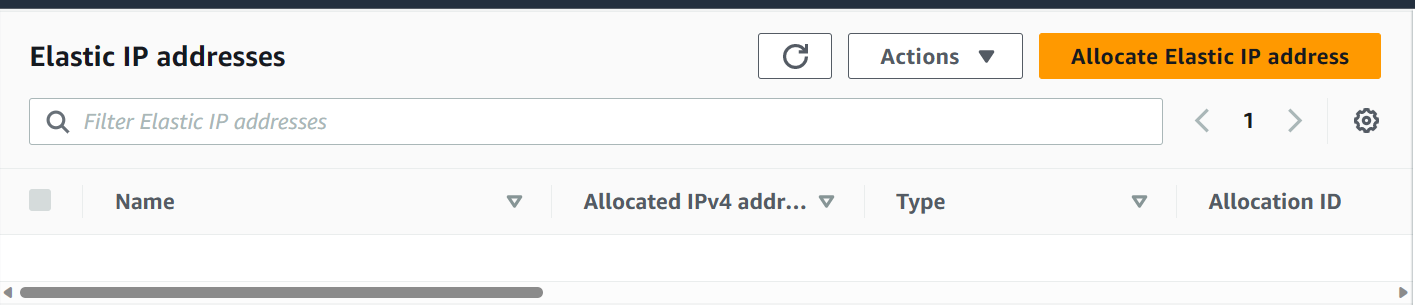 Elastic IP addresses
Actions
Allocate Elastic IP address
Filter Elastic IP addresses
1
Name
Allocated IPv4 addr...
Type
Allocation ID